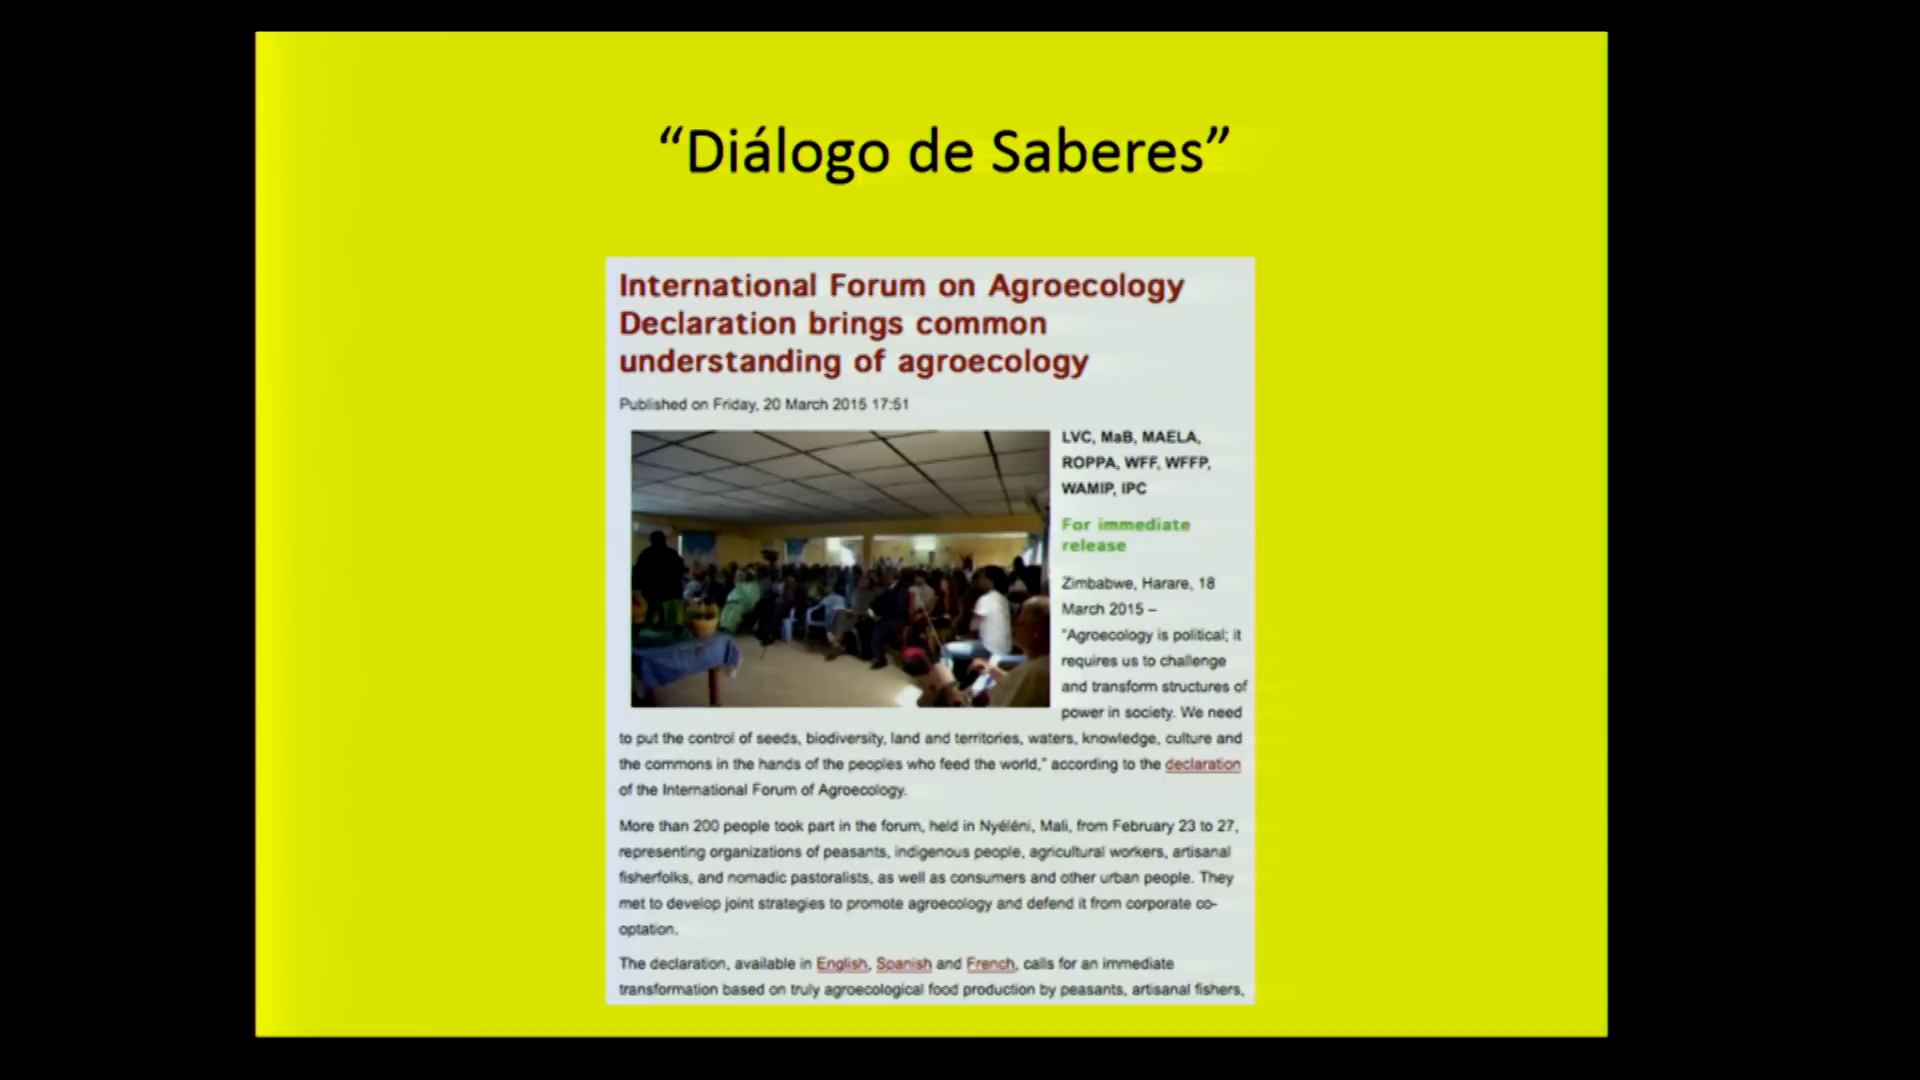 “Diálogo de Saberes”
International Forum on Agroecology
Declaration brings common
understanding of agroecology
Published on Friday, 20 March 2015 17:51
LVC, MaB, MAELA,
ROPPA, WFF, WFFP,
WAMIP, IPC
For immediate
release
Zimbabwe, Harare, 18
March 2015 –
“Agroecology is political; it
requires us to challenge
and transform structures of
power in society. We need
to put the control of seeds, biodiversity, land and territories, waters, knowledge, culture and
the commons in the hands of the peoples who feed the world,” according to the declaration
of the International Forum of Agroecology.
More than 200 people took part in the forum, held in Nyéléni, Mali, from February 23 to 27,
representing organizations of peasants, indigenous people, agricultural workers, artisanal
fisherfolks, and nomadic pastoralists, as well as consumers and other urban people. They
met to develop joint strategies to promote agroecology and defend it from corporate co-
optation.
The declaration, available in English, Spanish and French, calls for an immediate
transformation based on truly agroecological food production by peasants, artisanal fishers,